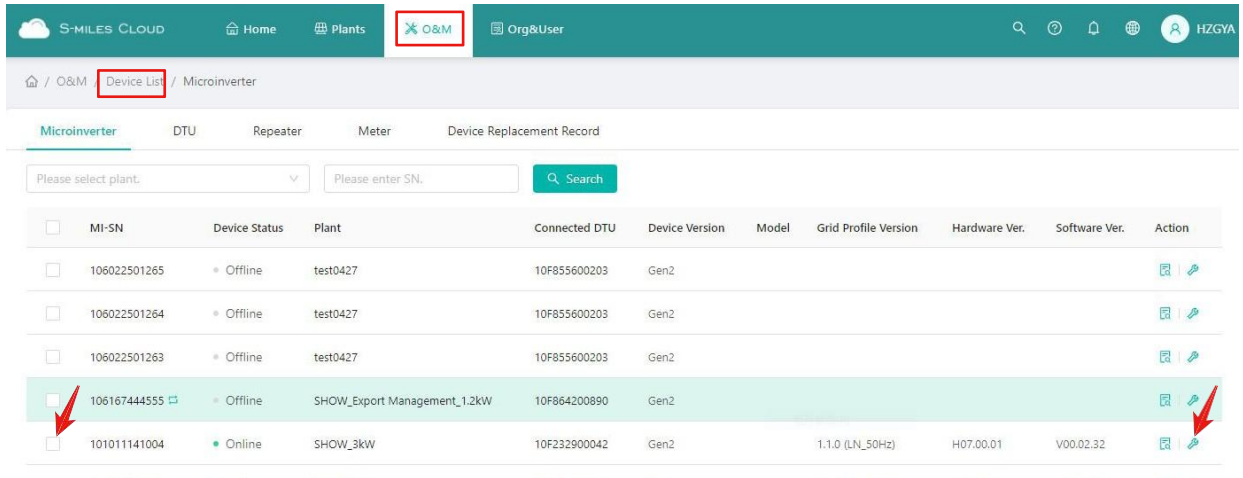 S-MILES CLOUD Home Plants O&M Org&User HZGYA
/ O&M / Device List / Microinverter
Microinverter DTU Repeater Meter Device Replacement Record
Please select plant. Please enter SN. Search
MI-SN Device Status Plant Connected DTU Device Version Model Grid Profile Version Hardware Ver. Software Ver. Action
106022501265 Offline test0427 10F855600203 Gen2
106022501264 Offline test0427 10F855600203 Gen2
106022501263 Offline test0427 10F855600203 Gen2
106167444555 Offline SHOW_Export Management_1.2kW 10F864200890 Gen2
101011141004 Online SHOW_3kW 10F232900042 Gen2 1.1.0 (LN_50Hz) H07.00.01 V00.02.32